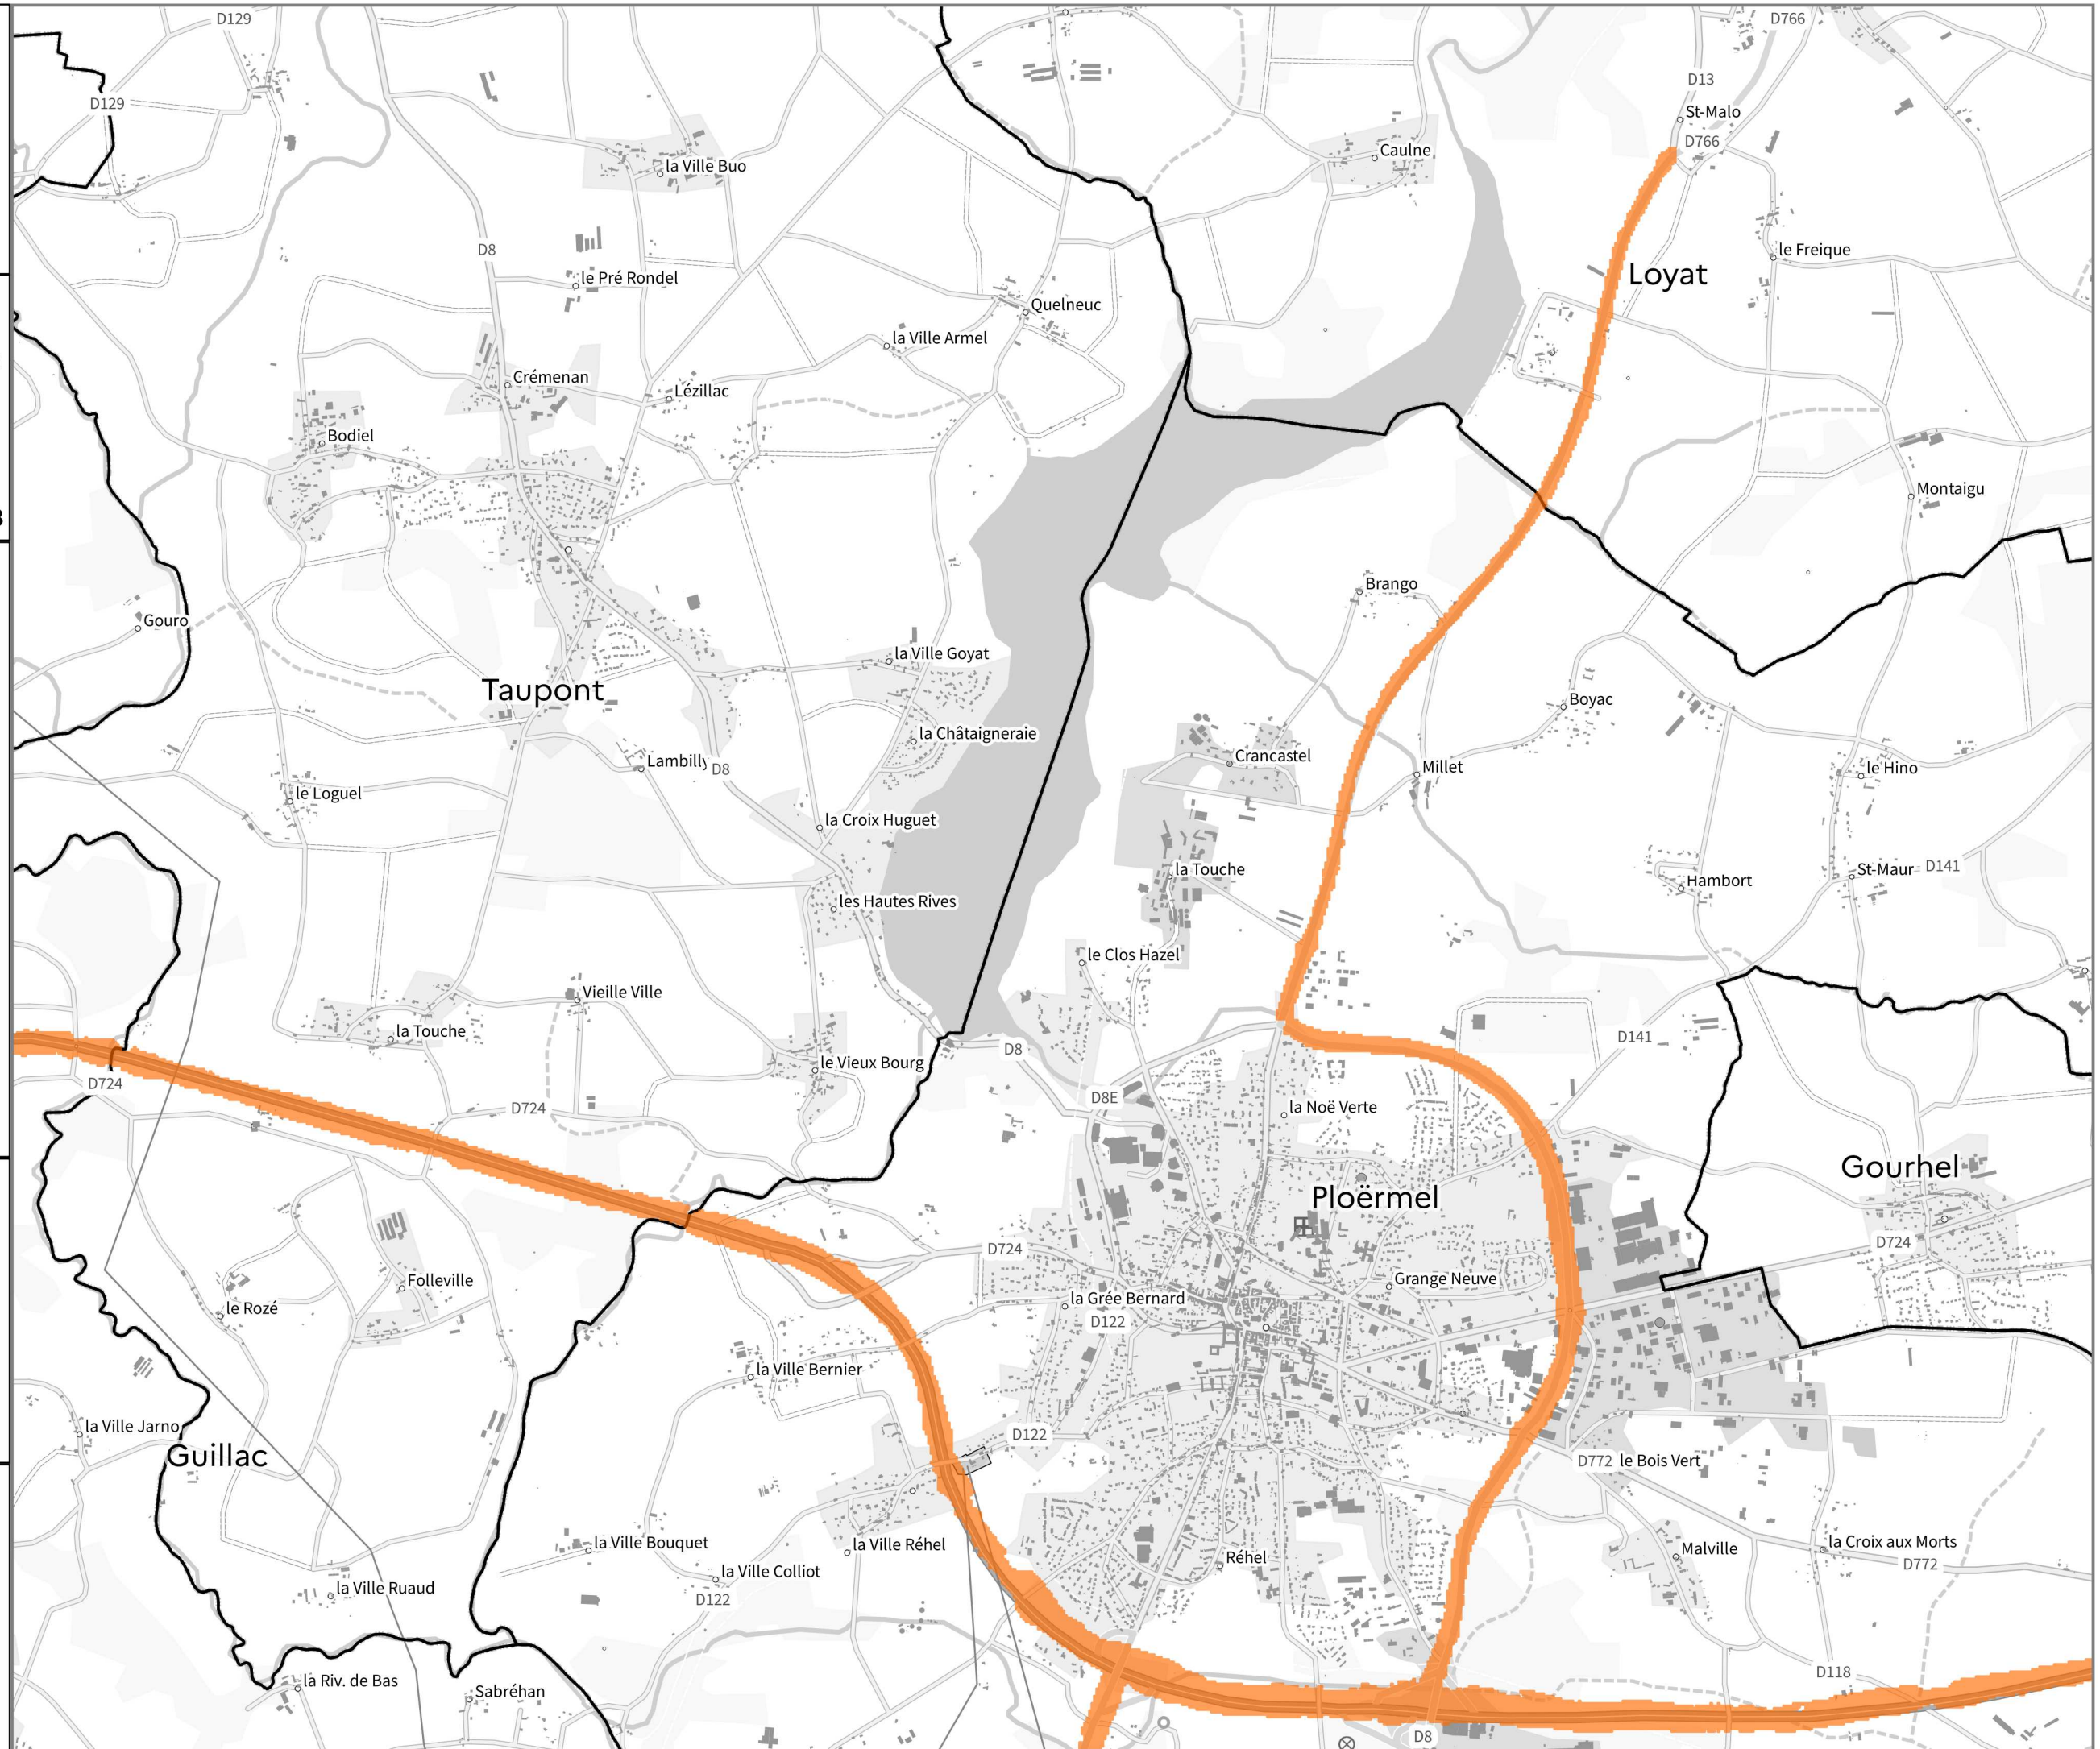 D129
D766
D13
D129
St-Malo
D766
Caulne
la Ville Buo
D8
le Freique
Loyat
le Pré Rondel
Quelneuc
la Ville Armel
Crémenan
Lézillac
Bodiel
Montaigu
Brango
Gouro
la Ville Goyat
Taupont
Boyac
la Châtaigneraie
Crancastel
Lambilly
D8
Millet
le Hino
le Loguel
la Croix Huguet
la Touche
St-Maur
D141
Hambort
les Hautes Rives
le Clos Hazel
Vieille Ville
la Touche
D141
D8
le Vieux Bourg
D724
D8E
D724
la Noë Verte
Gourhel
Ploërmel
D724
D724
Grange Neuve
Folleville
la Grée Bernard
le Rozé
D122
la Ville Bernier
la Ville Jarno
D122
Guillac
D772
le Bois Vert
la Ville Bouquet
la Ville Réhel
la Croix aux Morts
Malville
Réhel
D772
la Ville Colliot
la Ville Ruaud
D122
D118
la Riv. de Bas
Sabréhan
D8